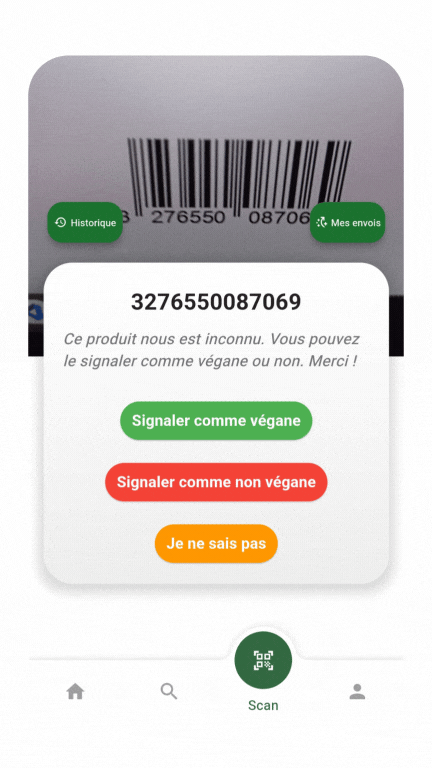 3 276550 08706
Historique
Mes envois
3276550087069
Ce produit nous est inconnu. Vous pouvez
le signaler comme végane ou non. Merci !
Signaler comme végane
Signaler comme non végane
Je ne sais pas
Scan